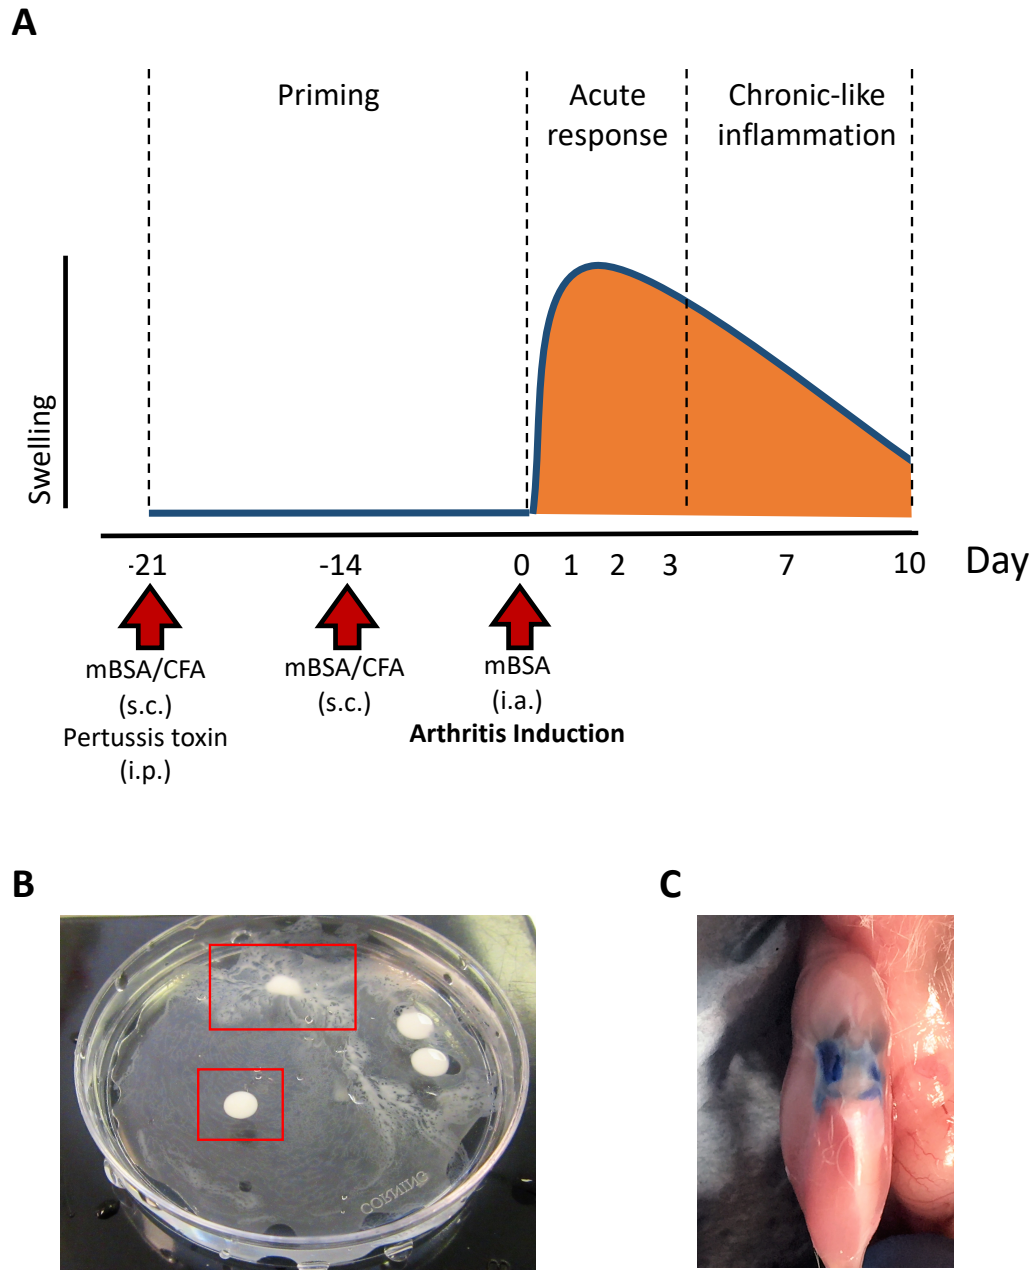 A
Priming
Acute
response
Chronic-like
inflammation
Swelling
-21
-14
0
1
2
3
7
10
Day
mBSA/CFA
(s.c.)
Pertussis toxin
(i.p.)
mBSA/CFA
(s.c.)
mBSA
(i.a.)
Arthritis Induction
B
C
CORNING